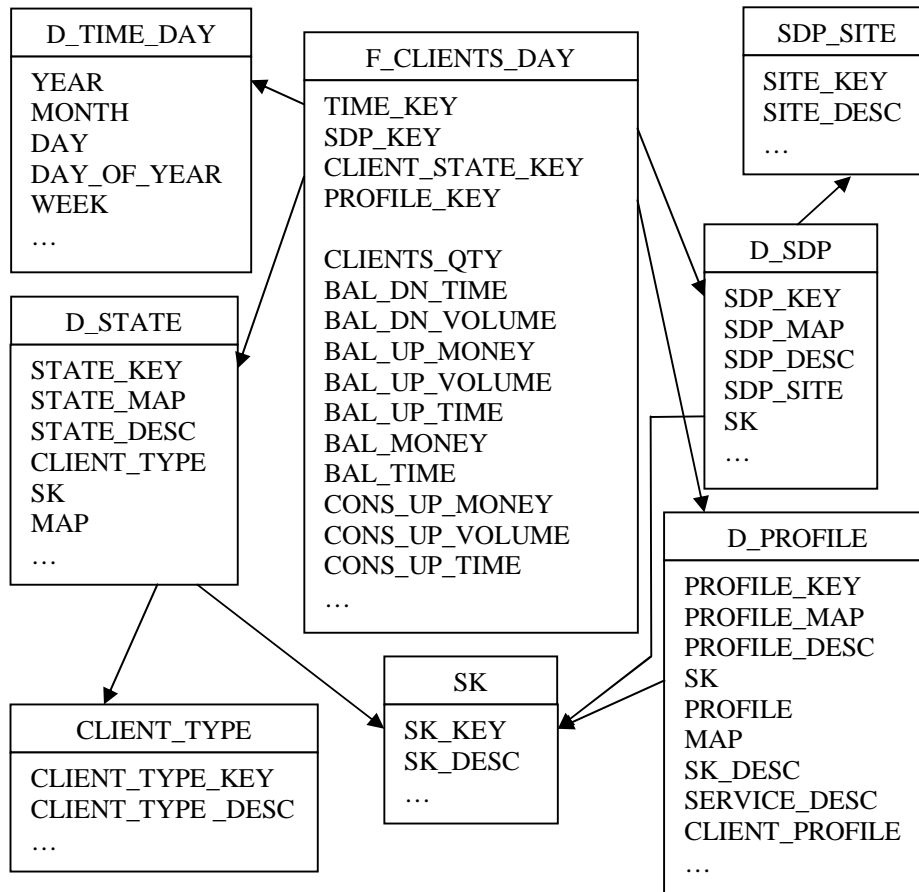 D_TIME_DAY
YEAR
MONTH
DAY
DAY_OF_YEAR
WEEK
…
F_CLIENTS_DAY
TIME_KEY
SDP_KEY
CLIENT_STATE_KEY
PROFILE_KEY
CLIENTS_QTY
BAL_DN_TIME
BAL_DN_VOLUME
BAL_UP_MONEY
BAL_UP_VOLUME
BAL_UP_TIME
BAL_MONEY
BAL_TIME
CONS_UP_MONEY
CONS_UP_VOLUME
CONS_UP_TIME
…
SDP_SITE
SITE_KEY
SITE_DESC
…
D_SDP
SDP_KEY
SDP_MAP
SDP_DESC
SDP_SITE
SK
…
D_STATE
STATE_KEY
STATE_MAP
STATE_DESC
CLIENT_TYPE
SK
MAP
…
D_PROFILE
PROFILE_KEY
PROFILE_MAP
PROFILE_DESC
SK
PROFILE
MAP
SK_DESC
SERVICE_DESC
CLIENT_PROFILE
…
SK
SK_KEY
SK_DESC
…
CLIENT_TYPE
CLIENT_TYPE_KEY
CLIENT_TYPE _DESC
…